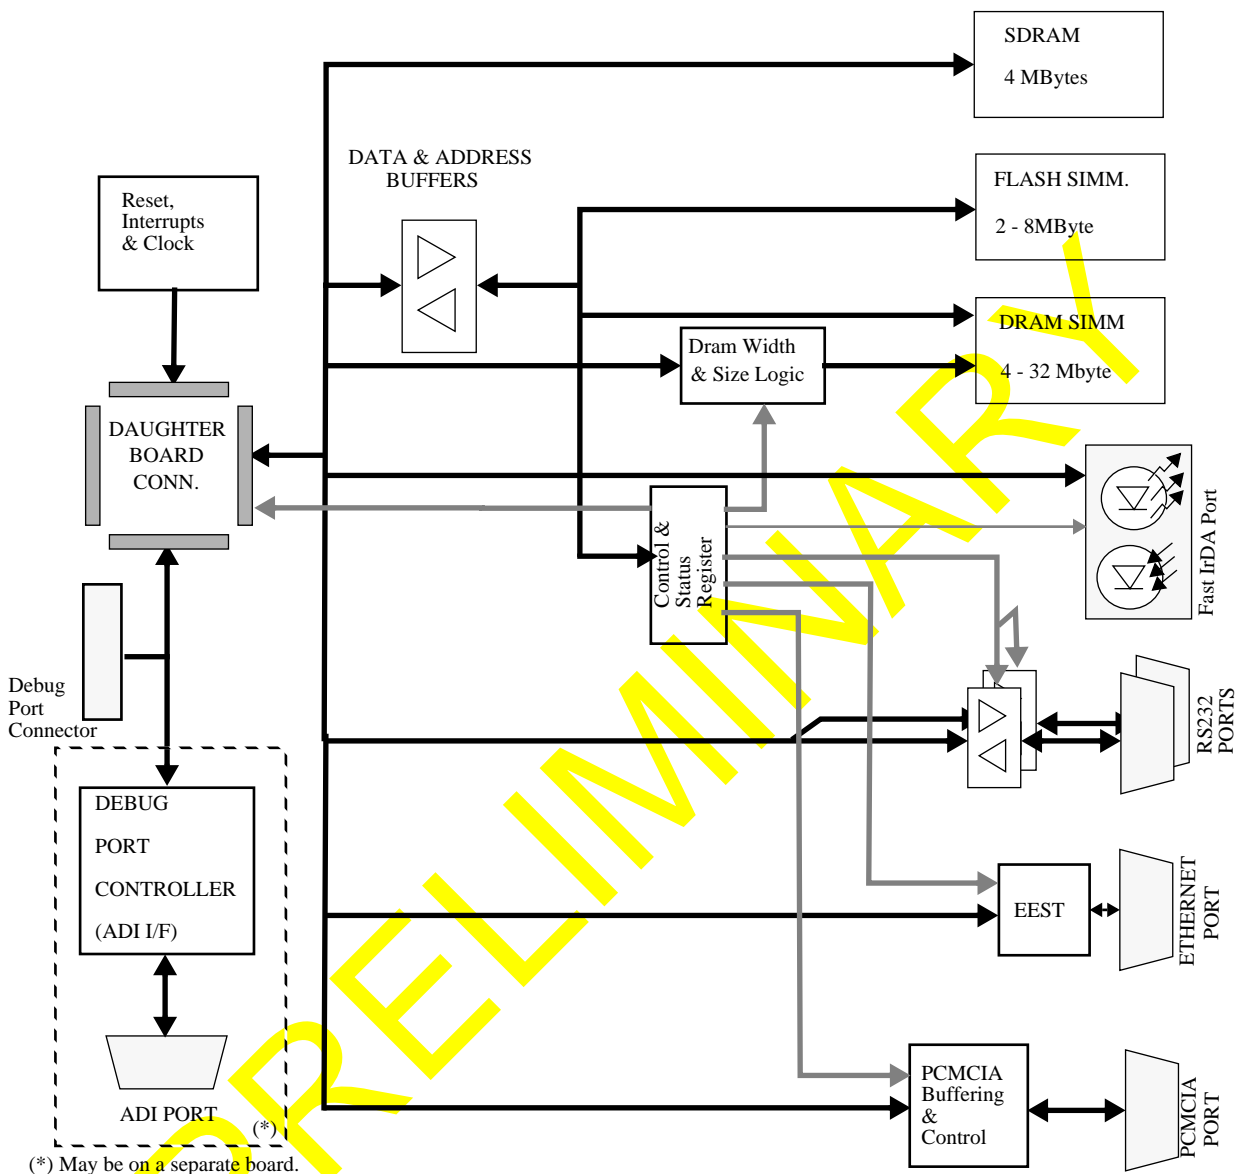 SDRAM
4 MBytes
DATA & ADDRESS
BUFFERS
FLASH SIMM.
2 - 8MByte
Reset,
Interrupts
& Clock
DRAM SIMM
4 - 32 Mbyte
Dram Width
& Size Logic
DAUGHTER
BOARD
CONN.
Control &
Status
Register
Fast IrDA Port
Debug
Port
Connector
RS232
PORTS
DEBUG
PORT
CONTROLLER
(ADI I/F)
EEST
ETHERNET
PORT
ADI PORT
(*)
PCMCIA
Buffering
&
Control
PCMCIA
PORT
(*) May be on a separate board.
PRELIMINARY